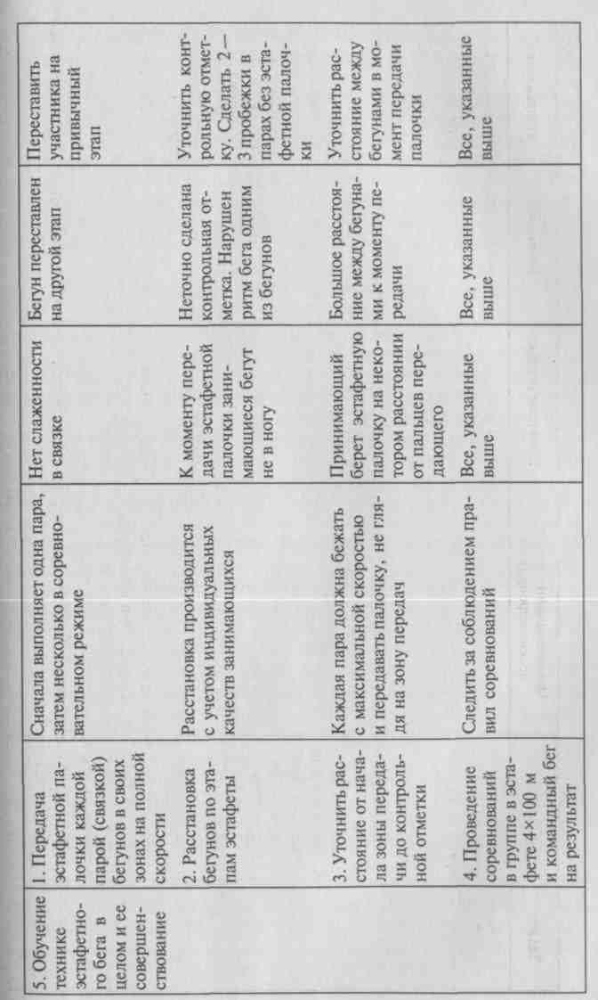 5. Обучение
технике
эстафетно-
го бега в
целом и ее
совершен-
ствование
1. Передача
эстафетной па-
лочки каждой
парой (связкой)
бегунов в своих
зонах на полной
скорости
Сначала выполняет одна пара,
затем несколько в соревно-
вательном режиме
Нет слаженности
в связке
Бегун переставлен
на другой этап
Переставить
участника на
привычный
этап
2. Расстановка
бегунов по эта-
пам эстафеты
Расстановка производится
с учетом индивидуальных
качеств занимающихся
К моменту пере-
дачи эстафетной
палочки зани-
мающиеся бегут
не в ногу
Неточно сделана
контрольная от-
метка. Нарушен
ритм бега одним
из бегунов
Уточнить конт-
рольную отмет-
ку. Сделать 2 —
3 пробежки в
парах без эста-
фетной палоч-
ки
3. Уточнить рас-
стояние от нача-
ла зоны переда-
чи до контроль-
ной отметки
Каждая пара должна бежать
с максимальной скоростью
и передавать палочку, не гля-
дя на зону передач
Принимающий
берет эстафетную
палочку на неко-
тором расстоянии
от пальцев пере-
дающего
Большое расстоя-
ние между бегуна-
ми к моменту пе-
редачи
Уточнить рас-
стояние между
бегунами в мо-
мент передачи
палочки
4. Проведение
соревнований
в группе в эста-
фете 4×100 м
и командный бег
на результат
Следить за соблюдением пра-
вил соревнований
Все, указанные
выше
Все, указанные
выше
Все, указанные
выше